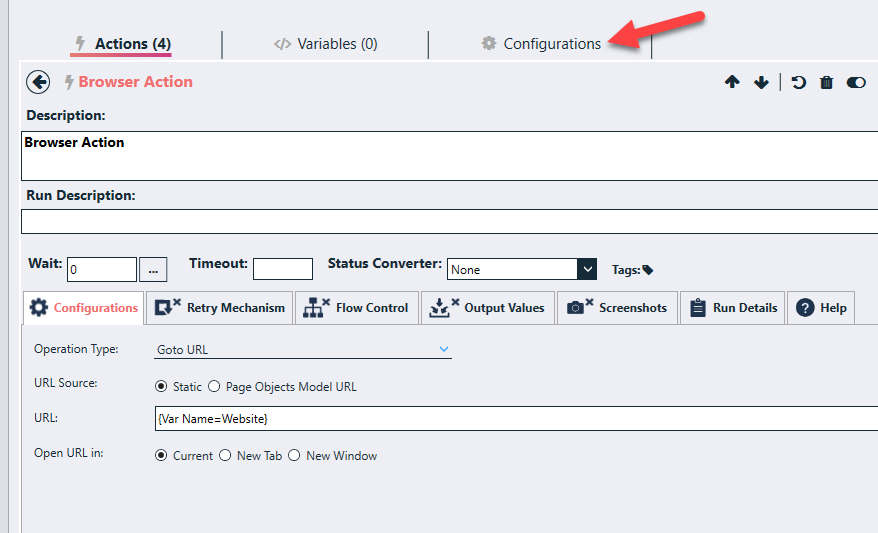 Actions (4) </> Variables (0) Configurations
Browser Action
Description:
Browser Action
Run Description:
Wait: 0 ... Timeout: Status Converter: None Tags:
Configurations Retry Mechanism Flow Control Output Values Screenshots Run Details ? Help
Operation Type: Goto URL
URL Source: Static Page Objects Model URL
URL: {Var Name=Website}
Open URL in: Current New Tab New Window